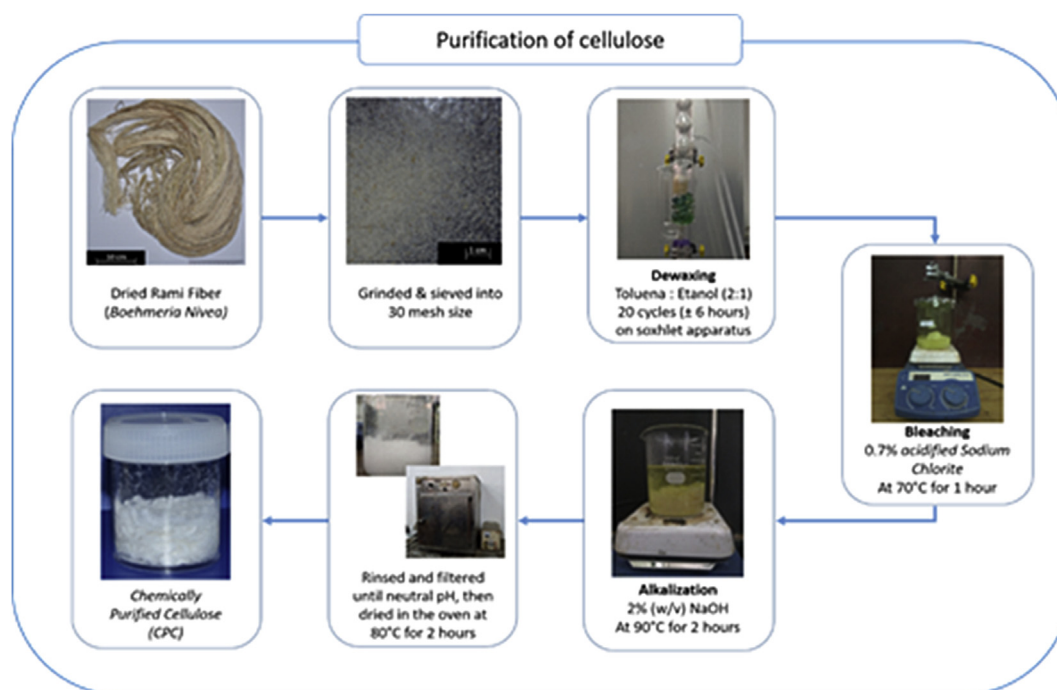 Purification of cellulose
Dried Rami Fiber
(Boehmeria Nivea)
1 cm
Grinded & sieved into
30 mesh size
Dewaxing
Toluena : Etanol (2:1)
20 cycles (± 6 hours)
on soxhlet apparatus
Bleaching
0.7% acidified Sodium
Chlorite
At 70°C for 1 hour
Alkalization
2% (w/v) NaOH
At 90°C for 2 hours
Rinsed and filtered
until neutral pH, then
dried in the oven at
80°C for 2 hours
Chemically
Purified Cellulose
(CPC)